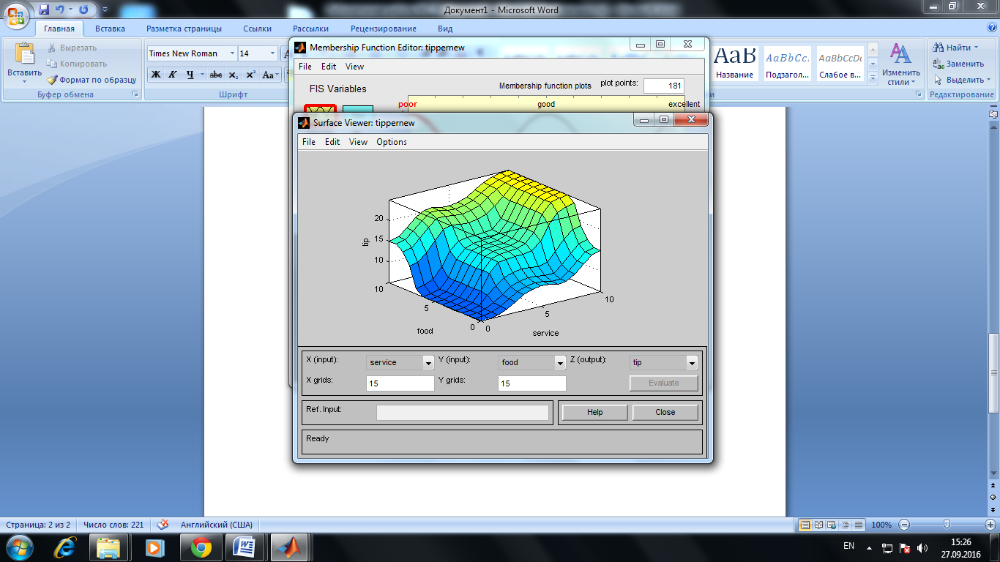 Документ1 - Microsoft Word
Главная Вставка Разметка страницы Ссылки Рассылки Рецензирование Вид
Вставить
Вырезать
Копировать
Формат по образцу
Буфер обмена
Times New Roman 14
Ж К Ч abc x₂ x² Aa
Шрифт
АаВ AaBbCc. AaBbCcDc
Название Подзагол... Слабое в...
Изменить стили
Найти
Заменить
Выделить
Редактирование
Membership Function Editor: tippernew
File Edit View
FIS Variables
Membership function plots plot points: 181
poor good excellent
Surface Viewer: tippernew
File Edit View Options
20
15
10
tip
10
5
0
food
0
5
10
service
X (input): service Y (input): food Z (output): tip
X grids: 15 Y grids: 15 Evaluate
Ref. Input: Help Close
Ready
Страница: 2 из 2 Число слов: 221 Английский (США) 100%
EN 15:26
27.09.2016